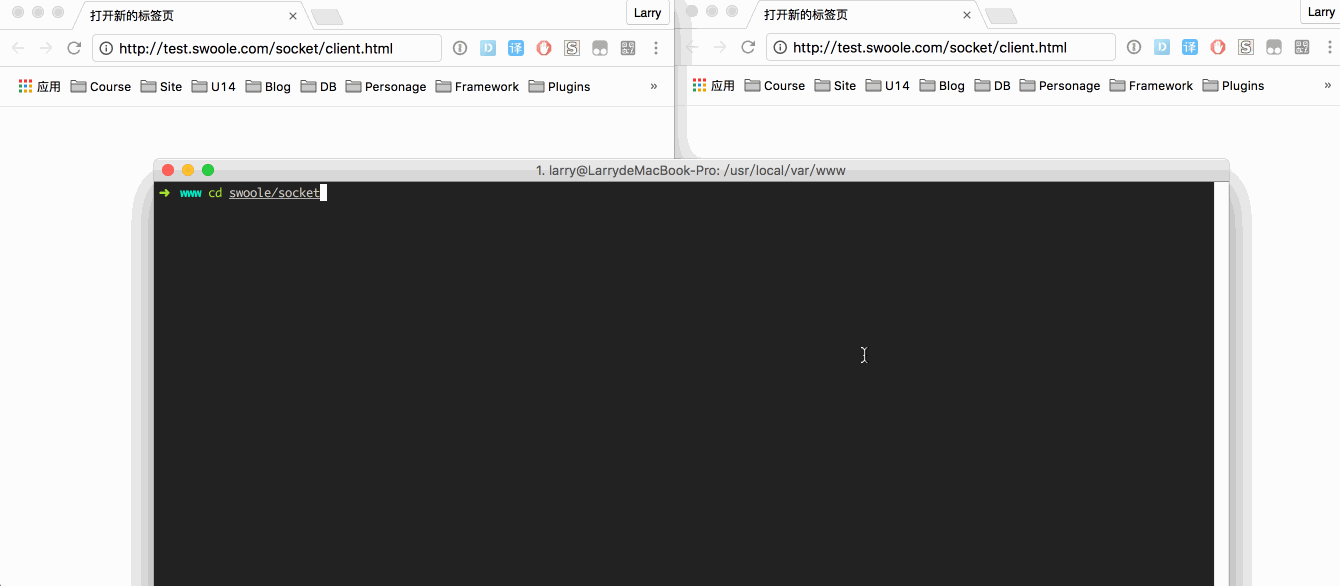 打开新的标签页
Larry
http://test.swoole.com/socket/client.html
应用 Course Site U14 Blog DB Personage Framework Plugins »
打开新的标签页
Larry
http://test.swoole.com/socket/client.html
应用 Course Site U14 Blog DB Personage Framework Plugins »
1. larry@LarrydeMacBook-Pro: /usr/local/var/www
➜ www cd swoole/socket